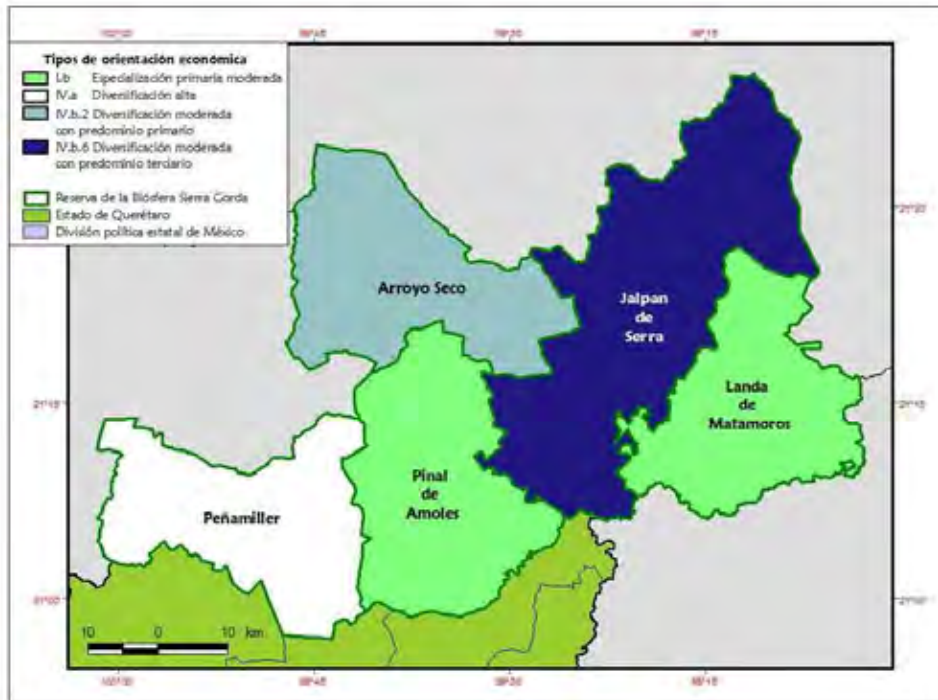 Tipos de orientación económica
I.b Especialización primaria moderada
IV.a Diversificación alta
IV.b.2 Diversificación moderada
con predominio primario
IV.b.6 Diversificación moderada
con predominio terciario
Reserva de la Biósfera Sierra Gorda
Estado de Querétaro
División política estatal de México
Arroyo Seco
Jalpan
de
Serra
Landa
de
Matamoros
Pinal
de
Amoles
Peñamiller
10 0 10 km